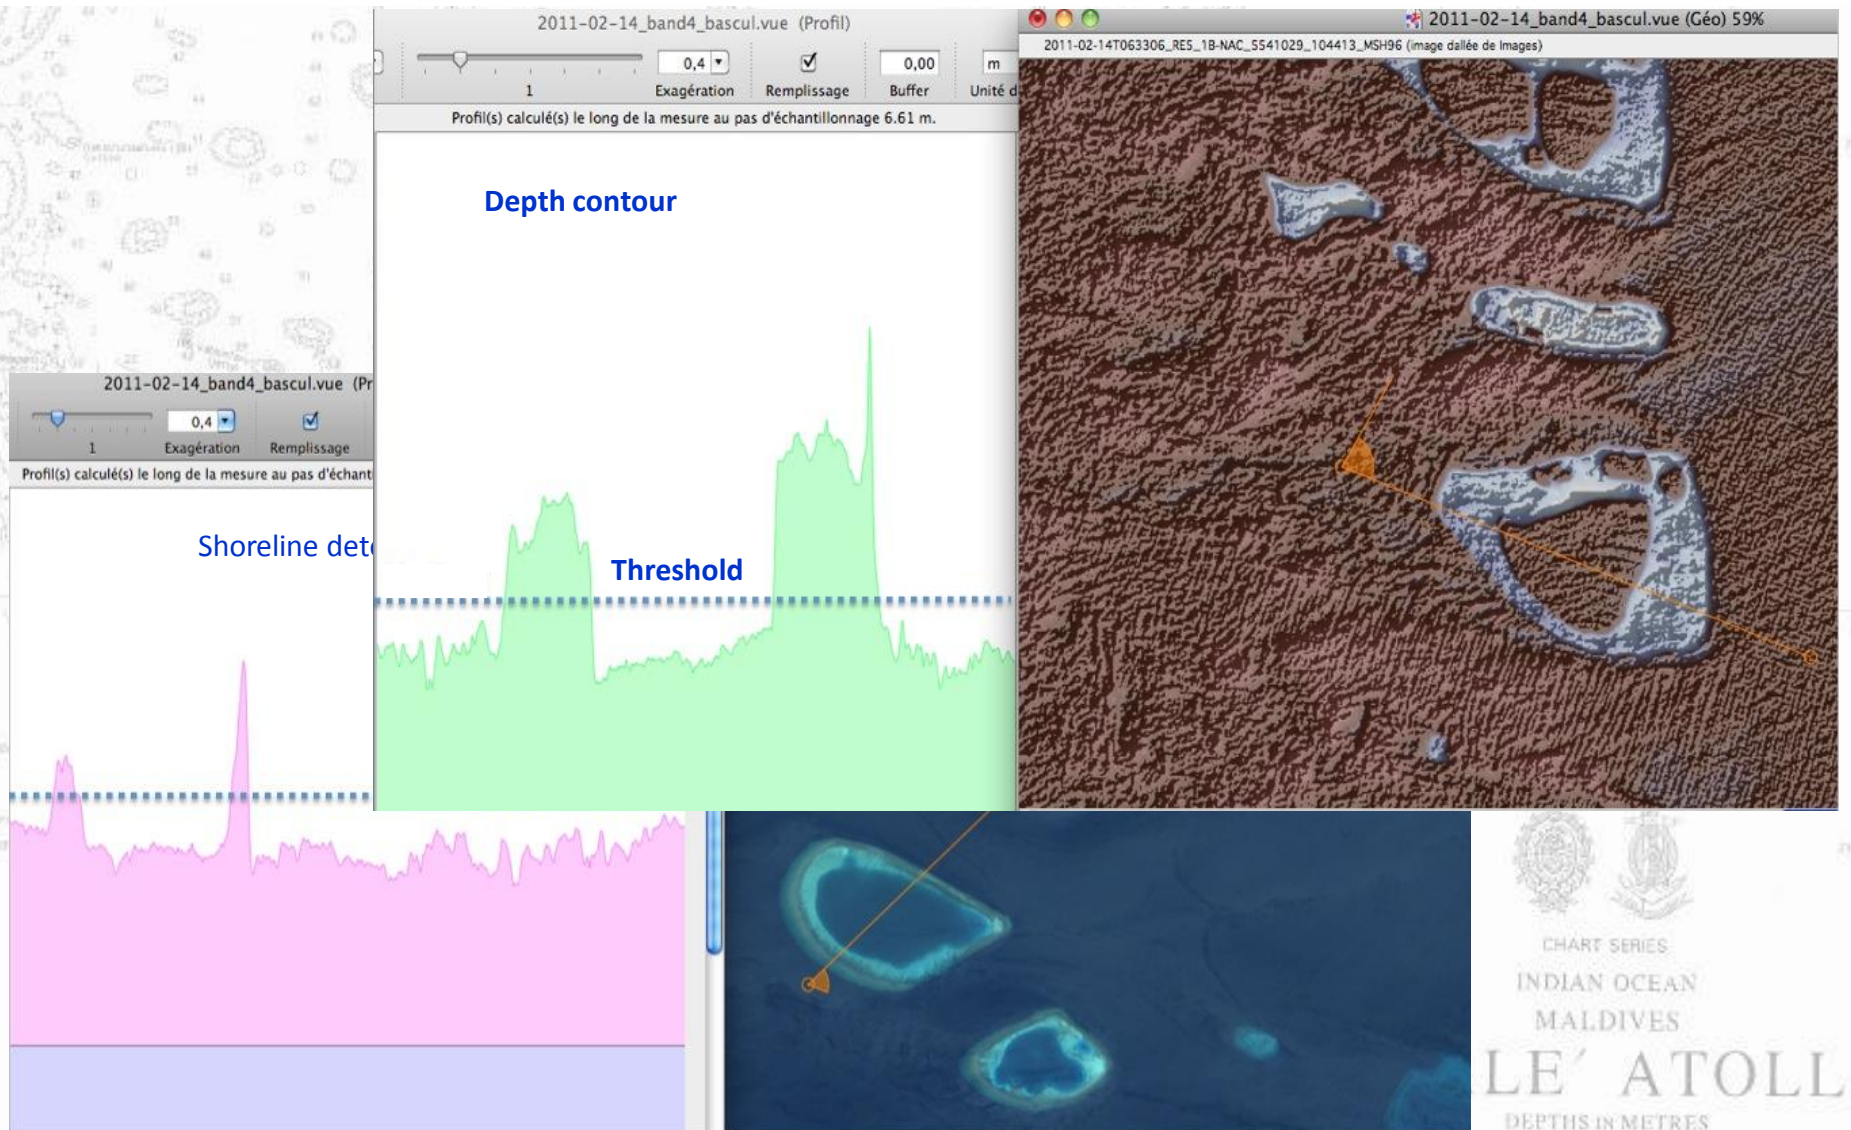 2011-02-14_band4_bascul.vue (Profil)
0,4
0,00
m
1
Exagération
Remplissage
Buffer
Unité d
Profil(s) calculé(s) le long de la mesure au pas d'échantillonnage 6.61 m.
Depth contour
Threshold
2011-02-14_band4_bascul.vue (Géo) 59%
2011-02-14T063306_RE5_1B-NAC_5541029_104413_MSH96 (image dallée de Images)
2011-02-14_band4_bascul.vue (Pr
0,4
1
Exagération
Remplissage
Profil(s) calculé(s) le long de la mesure au pas d'échanti
Shoreline dete
CHART SERIES
INDIAN OCEAN
MALDIVES
LE´ ATOLL
DEPTHS IN METRES